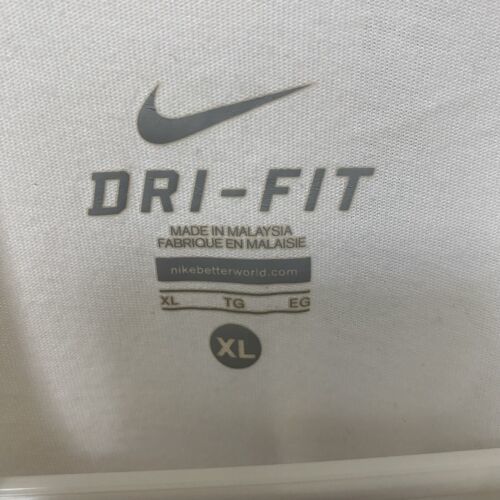 DRI-FIT
MADE IN MALAYSIA
FABRIQUE EN MALAISIE
nikebetterworld.com
XL TG EG
XL